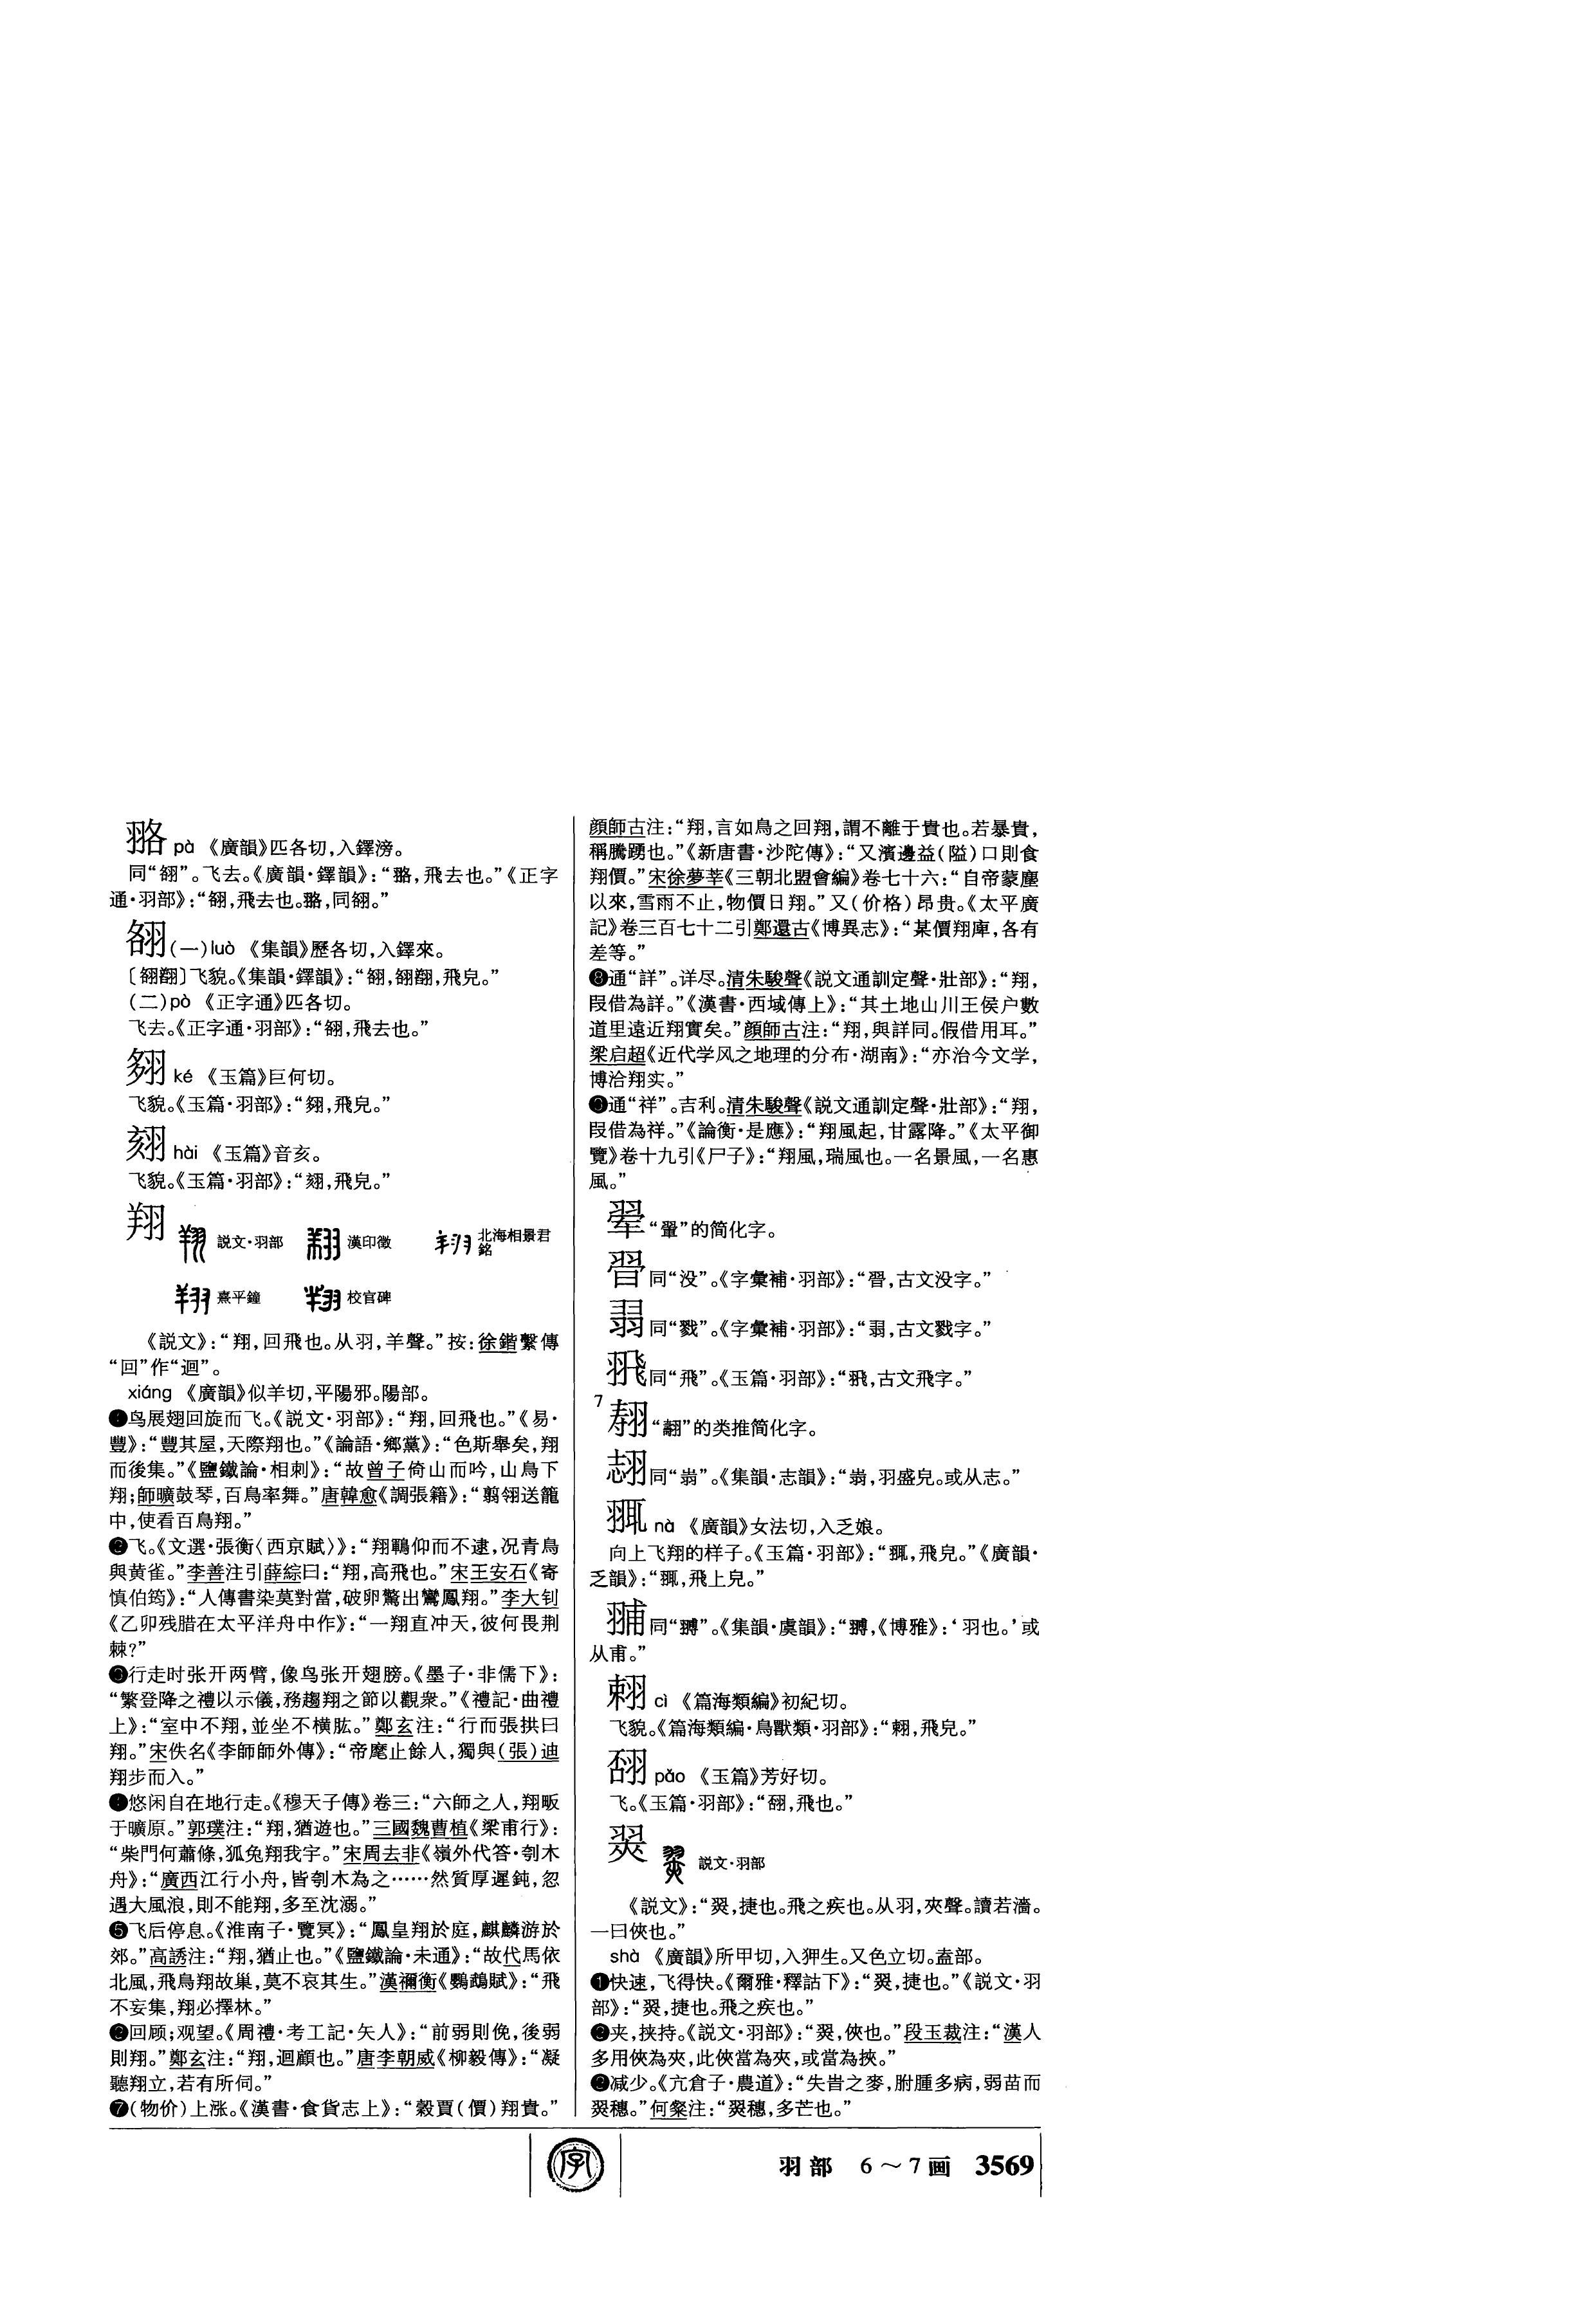 pà 《廣韻》匹各切，入鐸滂。
同“”。飞去。《廣韻·鐸韻》：“，飛去也。”《正字
通·羽部》：“，飛去也。，同。”
(一)luò 《集韻》歷各切，入鐸來。
〔〕飞貌。《集韻·鐸韻》：“，，飛皃。”
(二)pò 《正字通》匹各切。
飞去。《正字通·羽部》：“，飛去也。”
翗 ké 《玉篇》巨何切。
飞貌。《玉篇·羽部》：“翗，飛皃。”
hài 《玉篇》音亥。
飞貌。《玉篇·羽部》：“，飛皃。”
翔 説文·羽部 漢印徵 北海相景君銘
熹平鐘 校官碑
《説文》：“翔，回飛也。从羽，羊聲。”按：徐鍇繫傳
“回”作“迴”。
xiáng 《廣韻》似羊切，平陽邪。陽部。
❶鸟展翅回旋而飞。《説文·羽部》：“翔，回飛也。”《易·
豐》：“豐其屋，天際翔也。”《論語·鄉黨》：“色斯舉矣，翔
而後集。”《鹽鐵論·相刺》：“故曾子倚山而吟，山鳥下
翔；師曠鼓琴，百鳥率舞。”唐韓愈《調張籍》：“翦翎送籠
中，使看百鳥翔。”
❷飞。《文選·張衡〈西京賦〉》：“翔鶤仰而不逮，况青鳥
與黄雀。”李善注引薛綜曰：“翔，高飛也。”宋王安石《寄
慎伯筠》：“人傳書染莫對當，破卵驚出鸞鳳翔。”李大钊
《乙卯残腊在太平洋舟中作》：“一翔直冲天，彼何畏荆
棘？”
❸行走时张开两臂，像鸟张开翅膀。《墨子·非儒下》：
“繁登降之禮以示儀，務趨翔之節以觀衆。”《禮記·曲禮
上》：“室中不翔，並坐不横肱。”鄭玄注：“行而張拱曰
翔。”宋佚名《李師師外傳》：“帝麾止餘人，獨與(張)迪
翔步而入。”
❹悠闲自在地行走。《穆天子傳》卷三：“六師之人，翔畋
于曠原。”郭璞注：“翔，猶遊也。”三國魏曹植《梁甫行》：
“柴門何蕭條，狐兔翔我宇。”宋周去非《嶺外代答·刳木
舟》：“廣西江行小舟，皆刳木為之……然質厚遲鈍，忽
遇大風浪，則不能翔，多至沈溺。”
❺飞后停息。《淮南子·覽冥》：“鳳皇翔於庭，麒麟游於
郊。”高誘注：“翔，猶止也。”《鹽鐵論·未通》：“故代馬依
北風，飛鳥翔故巢，莫不哀其生。”漢禰衡《鸚鵡賦》：“飛
不妄集，翔必擇林。”
❻回顾；观望。《周禮·考工記·矢人》：“前弱則俛，後弱
則翔。”鄭玄注：“翔，迴顧也。”唐李朝威《柳毅傳》：“凝
聽翔立，若有所伺。”
❼(物价)上涨。《漢書·食貨志上》：“穀賈(價)翔貴。”
顔師古注：“翔，言如鳥之回翔，謂不離于貴也。若暴貴，
稱騰踴也。”《新唐書·沙陀傳》：“又濱邊益(隘)口則食
翔價。”宋徐夢莘《三朝北盟會編》卷七十六：“自帝蒙塵
以來，雪雨不止，物價日翔。”又(价格)昂贵。《太平廣
記》卷三百七十二引鄭還古《博異志》：“某價翔庫，各有
差等。”
❽通“詳”。详尽。清朱駿聲《説文通訓定聲·壯部》：“翔，
叚借為詳。”《漢書·西域傳上》：“其土地山川王侯户數
道里遠近翔實矣。”顔師古注：“翔，與詳同。假借用耳。”
梁启超《近代学风之地理的分布·湖南》：“亦治今文学，
博洽翔实。”
❾通“祥”。吉利。清朱駿聲《説文通訓定聲·壯部》：“翔，
叚借為祥。”《論衡·是應》：“翔風起，甘露降。”《太平御
覽》卷十九引《尸子》：“翔風，瑞風也。一名景風，一名惠
風。”
翚“翬”的简化字。
同“没”。《字彙補·羽部》：“，古文没字。”
同“戮”。《字彙補·羽部》：“，古文戮字。”
同“飛”。《玉篇·羽部》：“，古文飛字。”
7
“翻”的类推简化字。
同“”。《集韻·志韻》：“，羽盛皃。或从志。”
nà 《廣韻》女法切，入乏娘。
向上飞翔的样子。《玉篇·羽部》：“，飛皃。”《廣韻·
乏韻》：“，飛上皃。”
同“”。《集韻·虞韻》：“，《博雅》：‘羽也。’或
从甫。”
cì 《篇海類編》初紀切。
飞貌。《篇海類編·鳥獸類·羽部》：“，飛皃。”
pǎo 《玉篇》芳好切。
飞。《玉篇·羽部》：“，飛也。”
翜 説文·羽部
《説文》：“翜，捷也。飛之疾也。从羽，夾聲。讀若濇。
一曰俠也。”
shà 《廣韻》所甲切，入狎生。又色立切。盍部。
❶快速，飞得快。《爾雅·釋詁下》：“翜，捷也。”《説文·羽
部》：“翜，捷也。飛之疾也。”
❷夹，挟持。《説文·羽部》：“翜，俠也。”段玉裁注：“漢人
多用俠為夾，此俠當為夾，或當為挾。”
❸减少。《亢倉子·農道》：“失旹之麥，胕腫多病，弱苗而
翜穗。”何粲注：“翜穗，多芒也。”
字
羽部 6～7画 3569